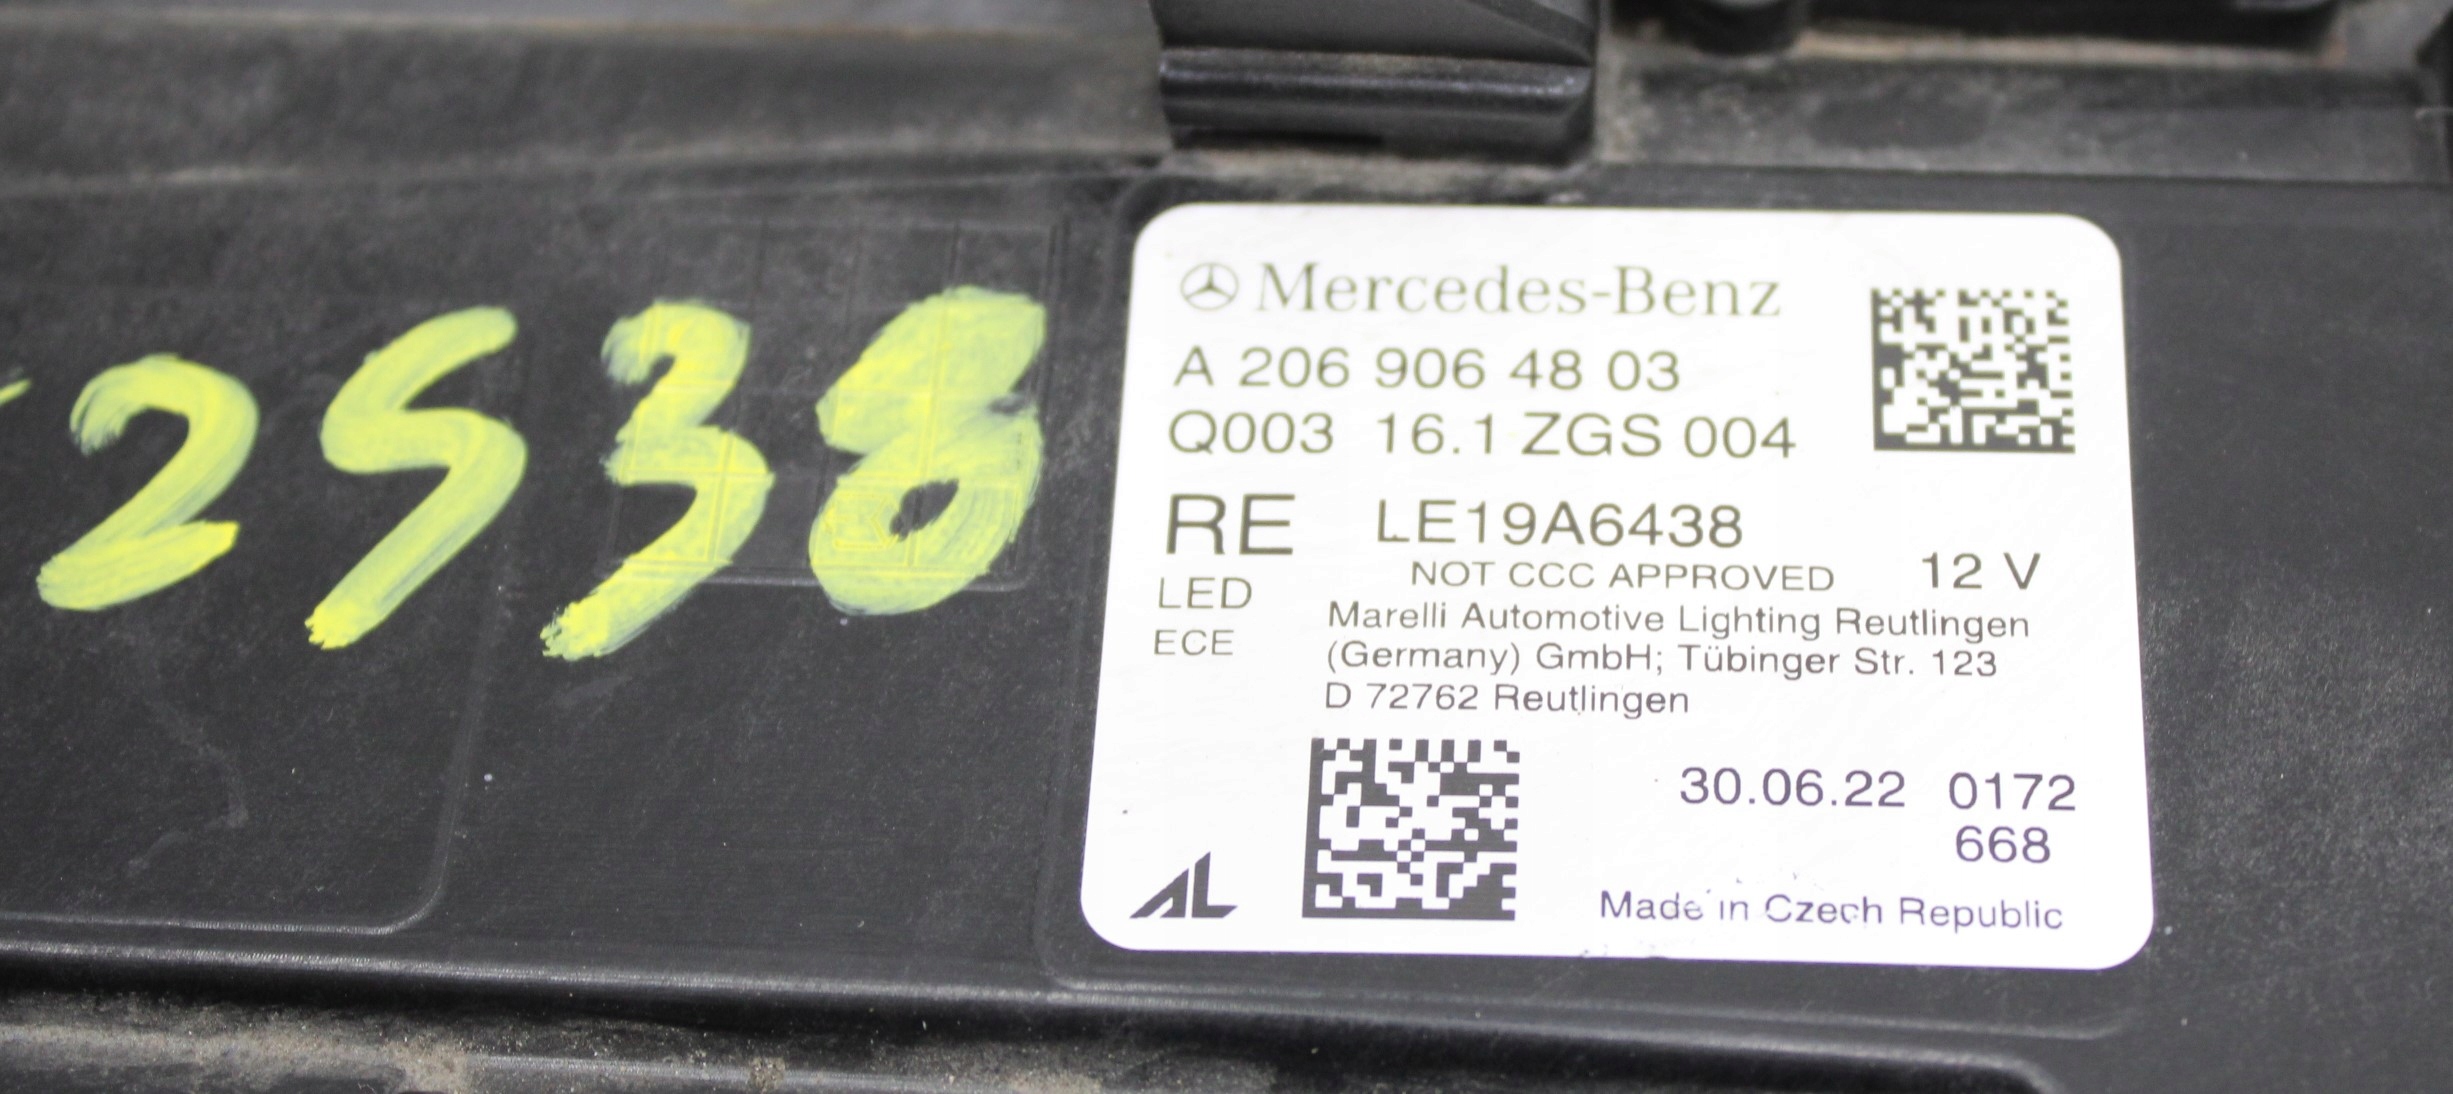 2538
Mercedes-Benz
A 206 906 48 03
Q003 16.1 ZGS 004
RE LE19A6438
NOT CCC APPROVED 12 V
LED
ECE
Marelli Automotive Lighting Reutlingen
(Germany) GmbH; Tübinger Str. 123
D 72762 Reutlingen
30.06.22 0172
668
AL
Made in Czech Republic